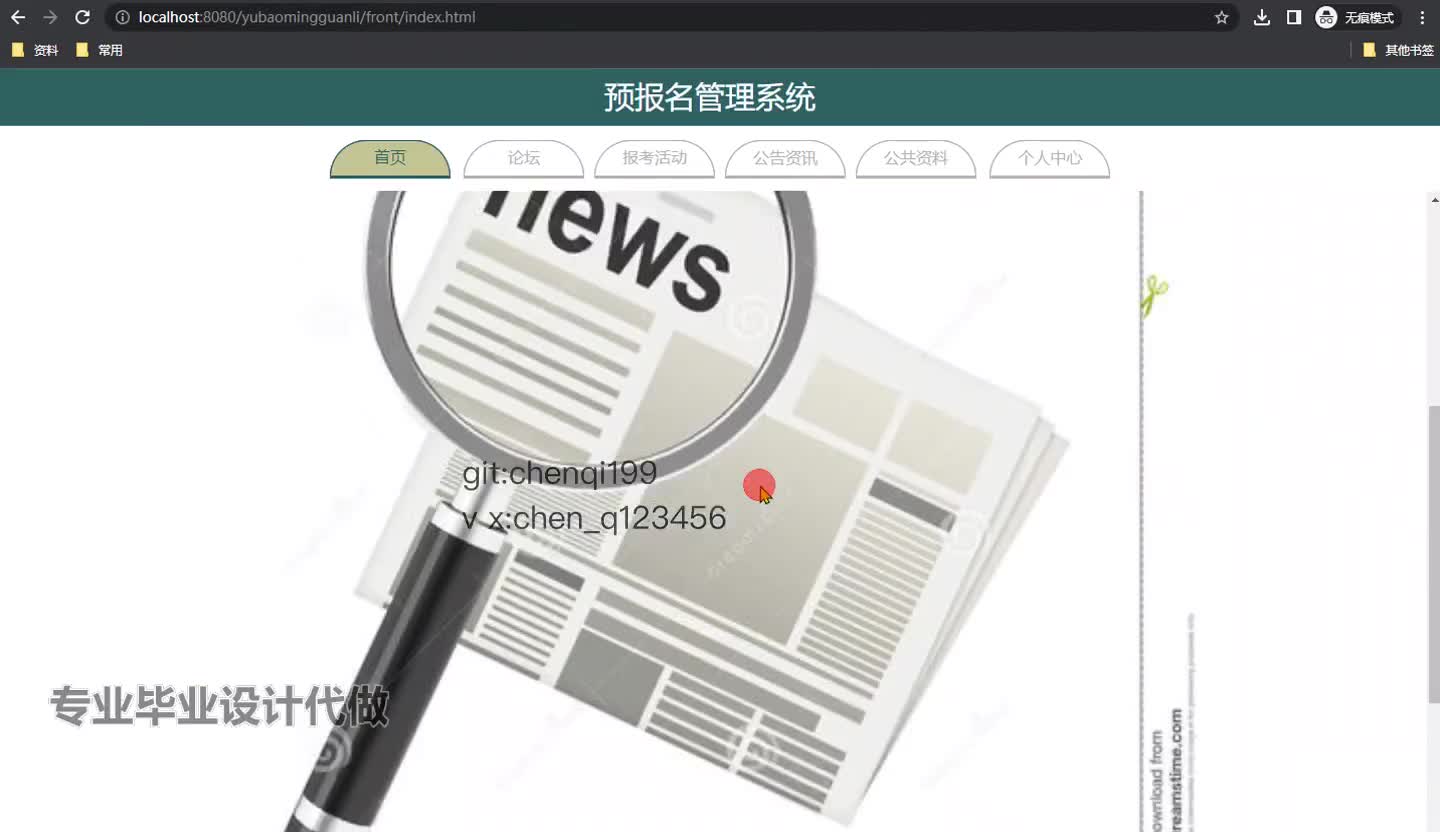 localhost:8080/yubaomingguanli/front/index.html
无痕模式
资料
常用
其他书签
预报名管理系统
首页
论坛
报考活动
公告资讯
公共资料
个人中心
news
git:chenqi199
v x:chen_q123456
专业毕业设计代做
ownload from
reamstime.com